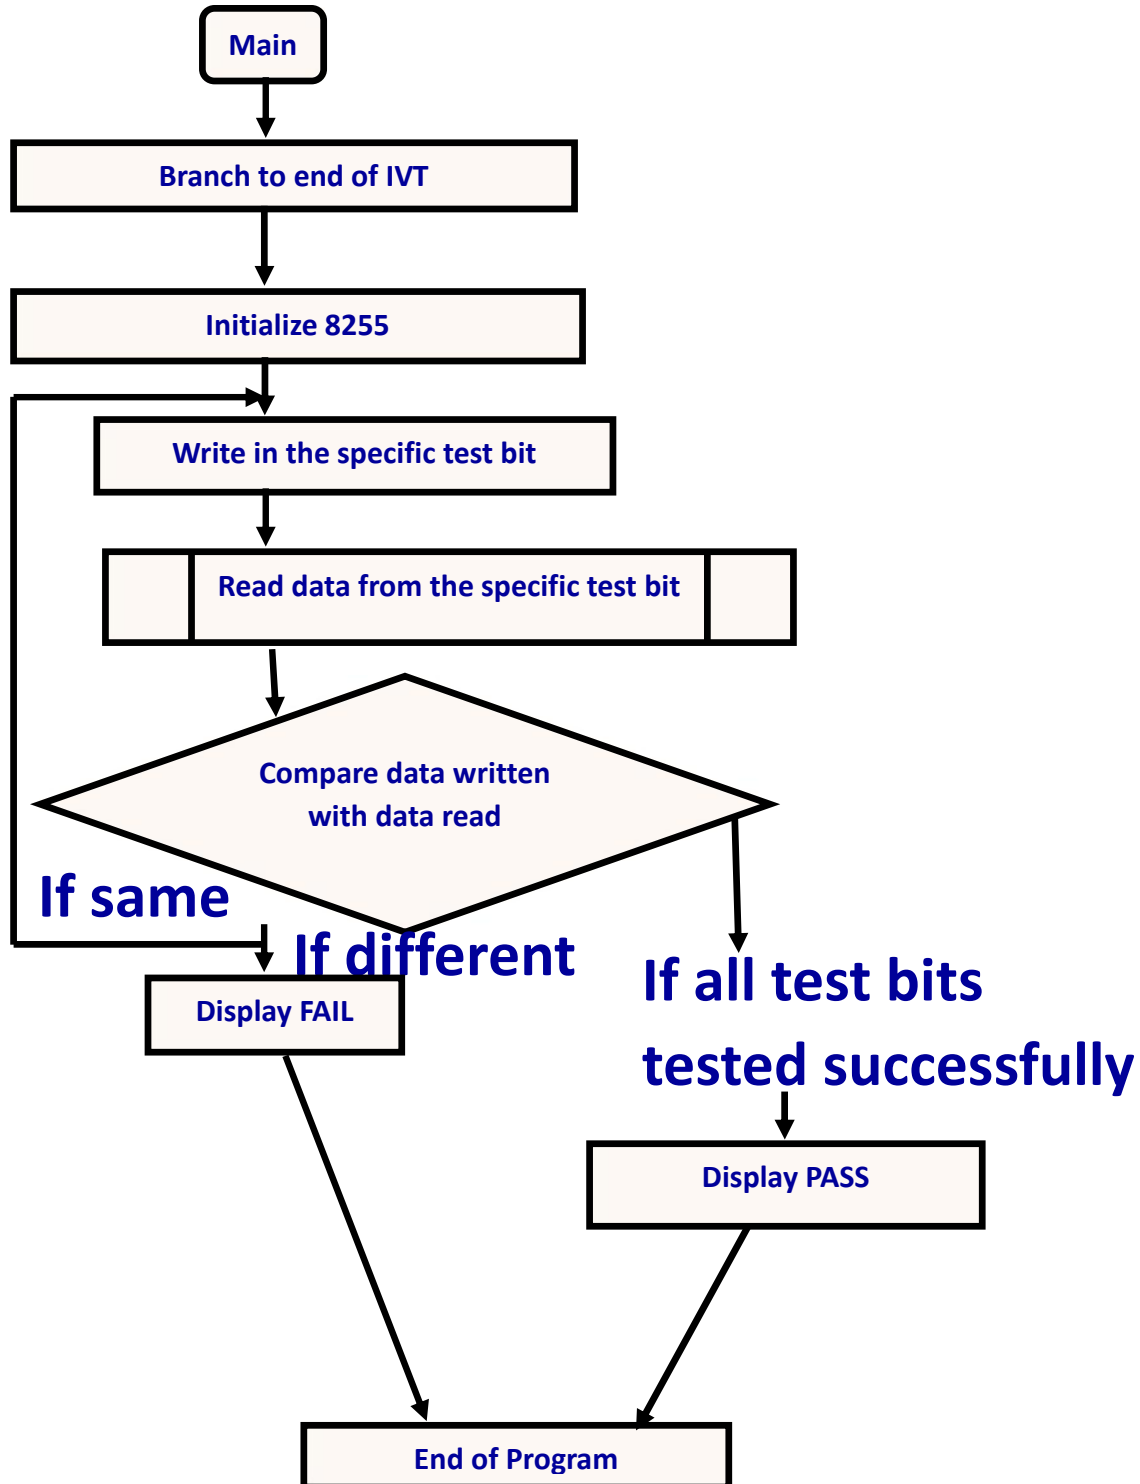 Main
Branch to end of IVT
Initialize 8255
Write in the specific test bit
Read data from the specific test bit
Compare data written
with data read
If same
If different
If all test bits
tested successfully
Display FAIL
Display PASS
End of Program